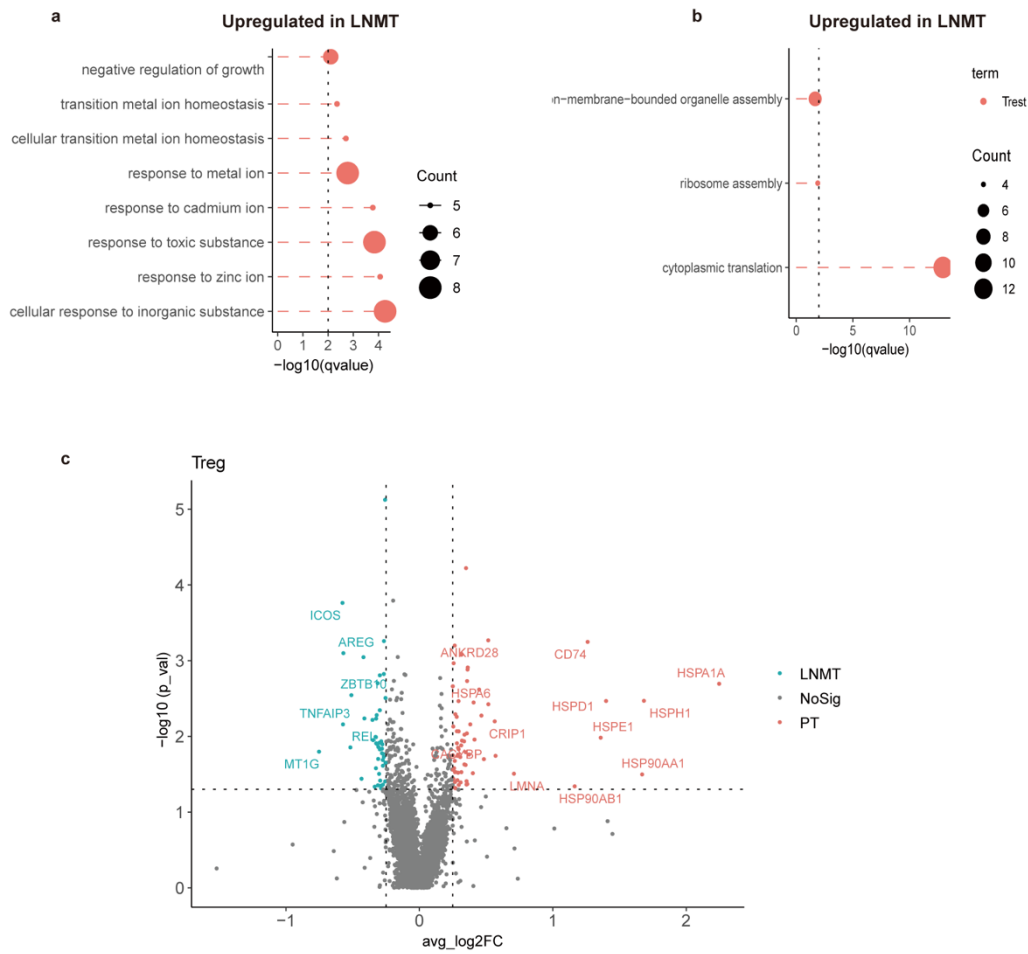 a
Upregulated in LNMT
negative regulation of growth
transition metal ion homeostasis
cellular transition metal ion homeostasis
response to metal ion
response to cadmium ion
response to toxic substance
response to zinc ion
cellular response to inorganic substance
0 1 2 3 4
−log10(qvalue)
Count
5
6
7
8
b
Upregulated in LNMT
n−membrane−bounded organelle assembly
ribosome assembly
cytoplasmic translation
0 5 10
−log10(qvalue)
term
Trest
Count
4
6
8
10
12
c
Treg
−log10 (p_val)
5
4
3
2
1
0
ICOS
AREG
ZBTB10
TNFAIP3
REL
MT1G
ANKRD28
HSPA6
CRIP1
LMNA
CD74
HSPA1A
HSPD1
HSPH1
HSPE1
HSP90AA1
HSP90AB1
−1 0 1 2
avg_log2FC
LNMT
NoSig
PT